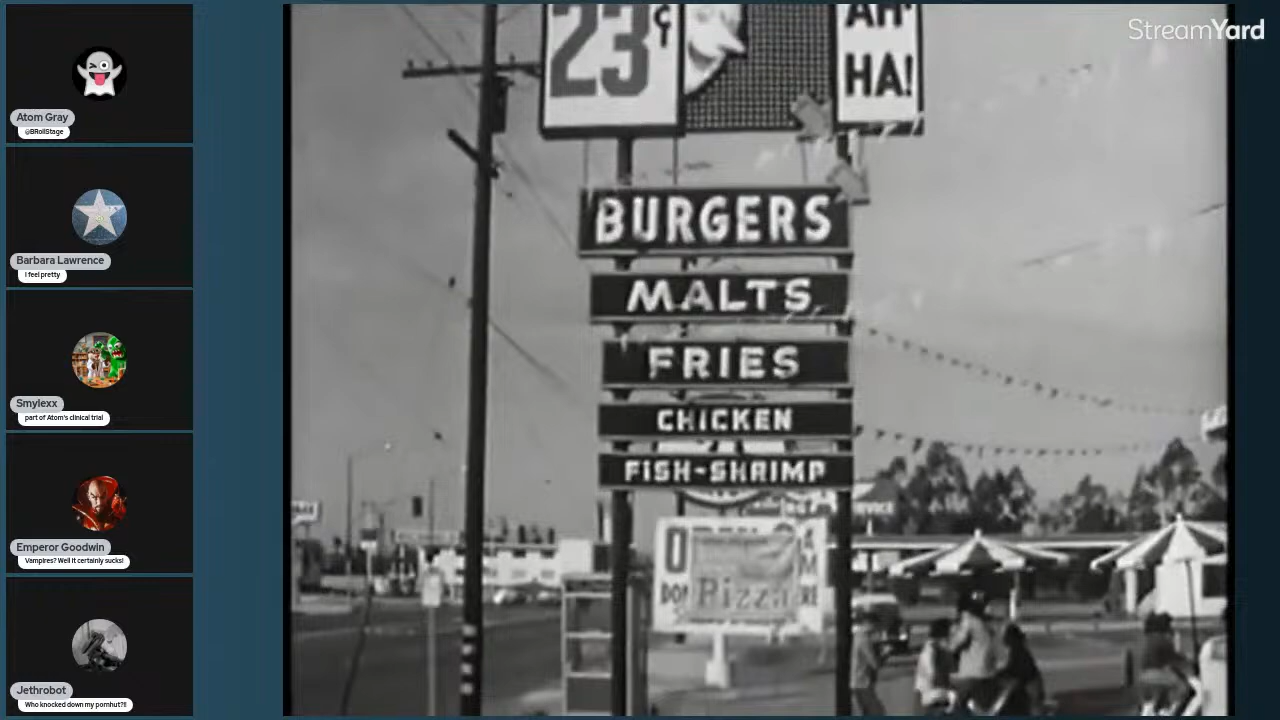 StreamYard
Atom Gray
@BRollStage
Barbara Lawrence
I feel pretty
Smylexx
part of Atom's clinical trial
Emperor Goodwin
Vampires? Well it certainly sucks!
Jethrobot
Who knocked down my pornhut?!!
23¢
AH'
HA!
BURGERS
MALTS
FRIES
CHICKEN
FISH-SHRIMP
Pizza